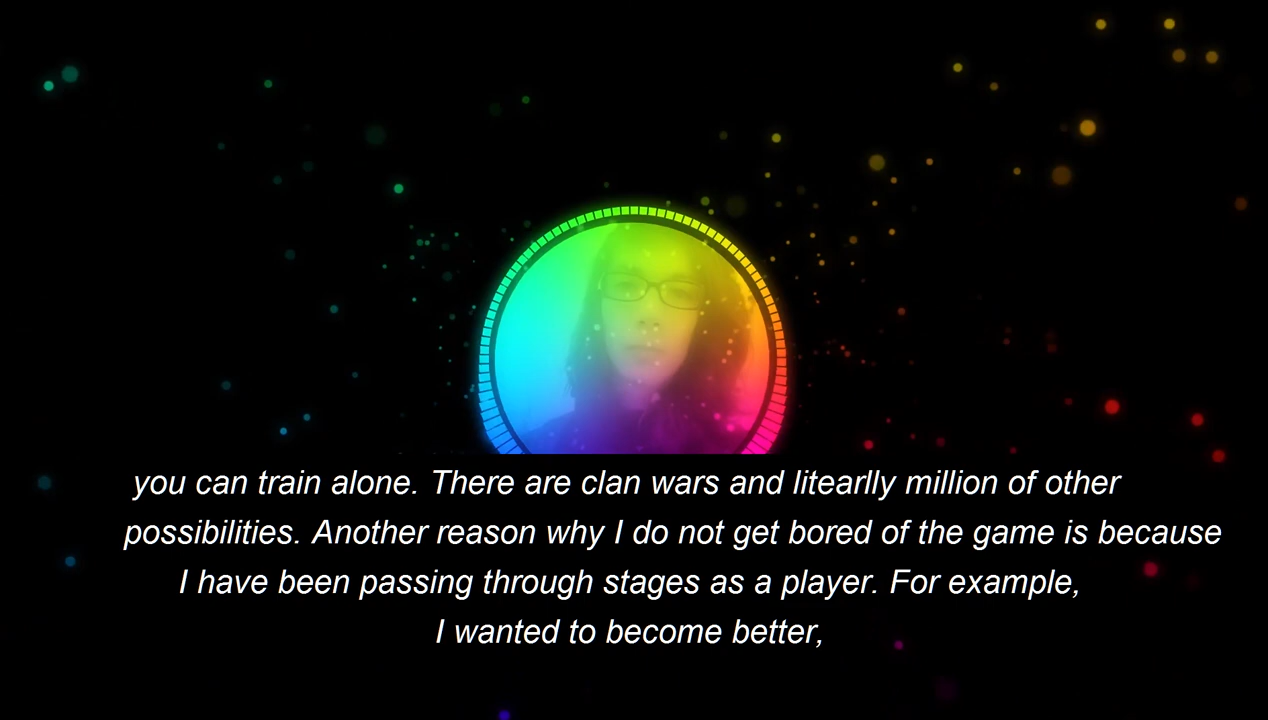 you can train alone. There are clan wars and litearlly million of other
possibilities. Another reason why I do not get bored of the game is because
I have been passing through stages as a player. For example,
I wanted to become better,